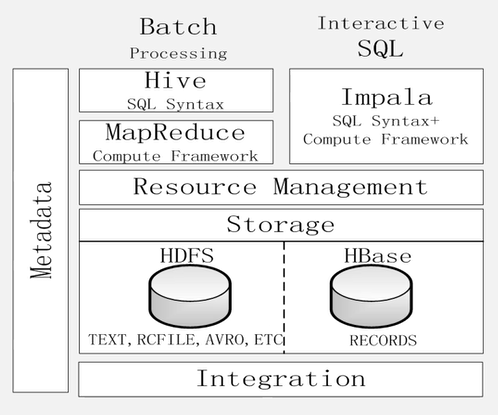 Batch
Processing
Interactive
SQL
Metadata
Hive
SQL Syntax
MapReduce
Compute Framework
Impala
SQL Syntax+
Compute Framework
Resource Management
Storage
HDFS
TEXT, RCFILE, AVRO, ETC
HBase
RECORDS
Integration